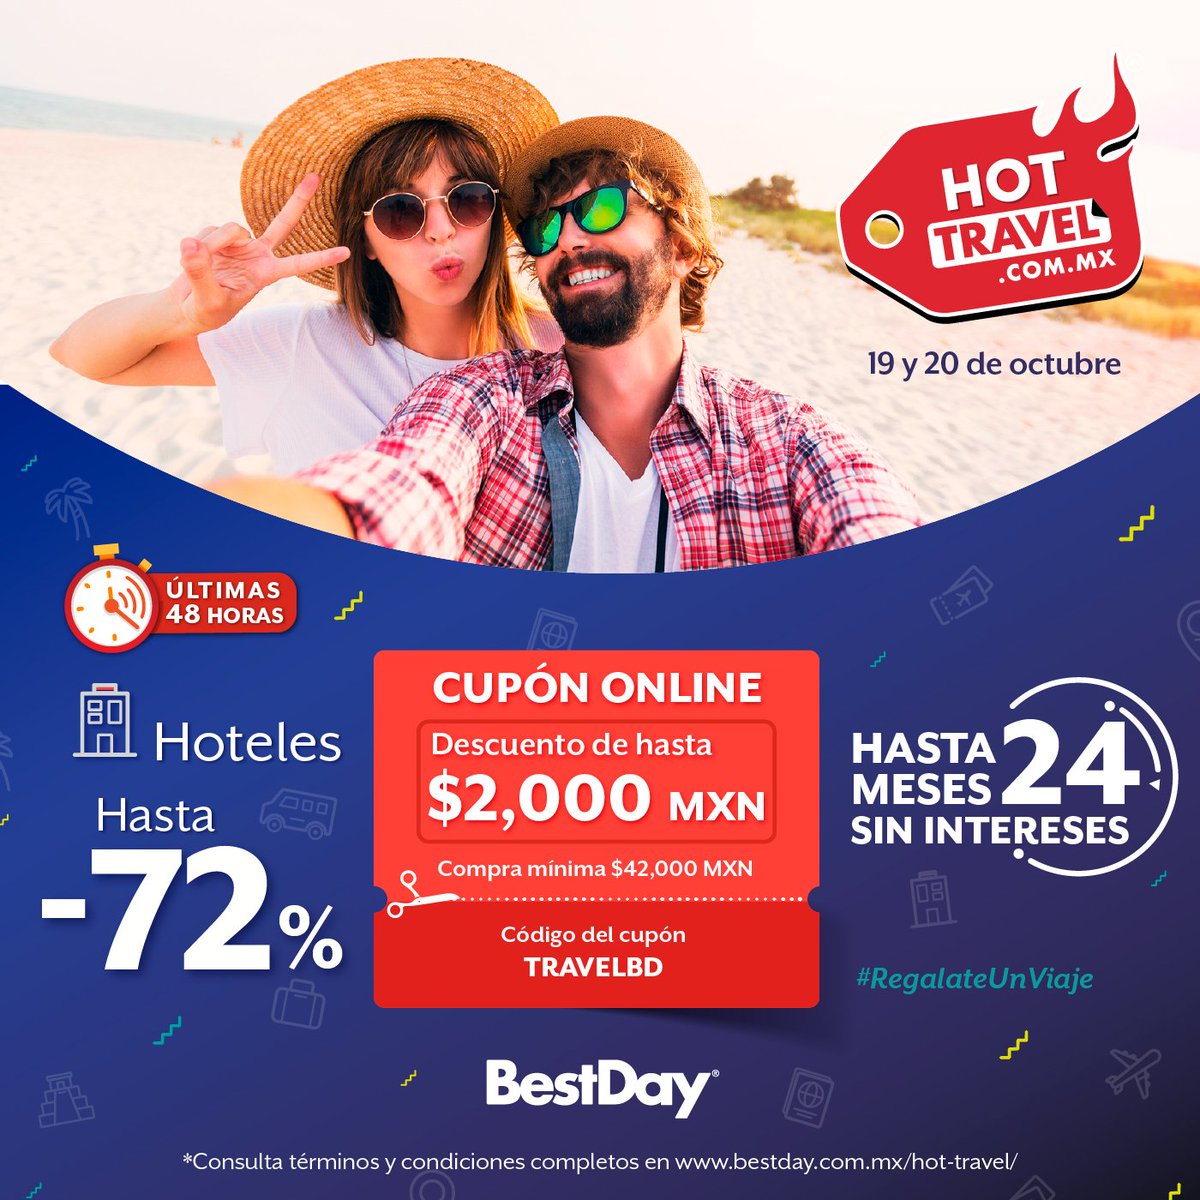 HOT
TRAVEL
.COM.MX
19 y 20 de octubre
ÚLTIMAS
48 HORAS
Hoteles
Hasta
-72%
CUPÓN ONLINE
Descuento de hasta
$2,000 MXN
Compra mínima $42,000 MXN
Código del cupón
TRAVELBD
HASTA 24
MESES
SIN INTERESES
#RegalateUnViaje
BestDay®
*Consulta términos y condiciones completos en www.bestday.com.mx/hot-travel/